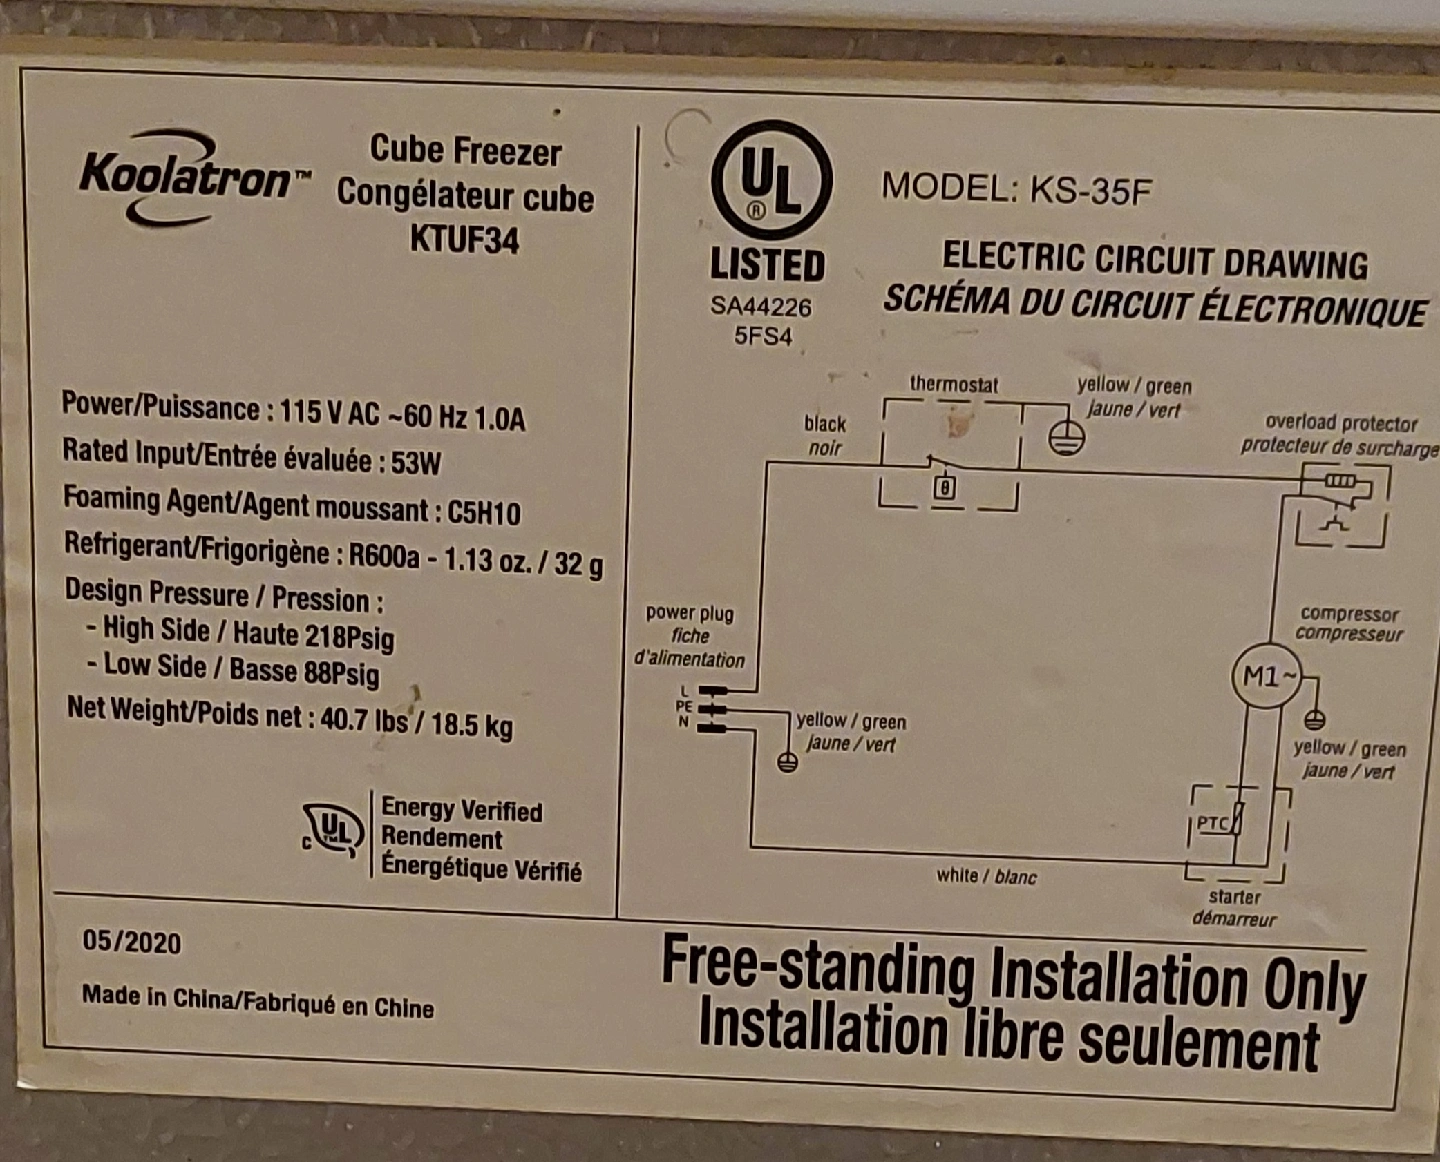 Koolatron™
Cube Freezer
Congélateur cube
KTUF34
Power/Puissance : 115 V AC ~60 Hz 1.0A
Rated Input/Entrée évaluée : 53W
Foaming Agent/Agent moussant : C5H10
Refrigerant/Frigorigène : R600a - 1.13 oz. / 32 g
Design Pressure / Pression :
- High Side / Haute 218Psig
- Low Side / Basse 88Psig
Net Weight/Poids net : 40.7 lbs / 18.5 kg
C UL
Energy Verified
Rendement
Énergétique Vérifié
UL ®
LISTED
SA44226
5FS4
MODEL: KS-35F
ELECTRIC CIRCUIT DRAWING
SCHÉMA DU CIRCUIT ÉLECTRONIQUE
thermostat
yellow / green
jaune / vert
black
noir
overload protector
protecteur de surcharge
θ
power plug
fiche
d'alimentation
L
PE
N
yellow / green
jaune / vert
compressor
compresseur
M1~
yellow / green
jaune / vert
PTC
white / blanc
starter
démarreur
05/2020
Made in China/Fabriqué en Chine
Free-standing Installation Only
Installation libre seulement